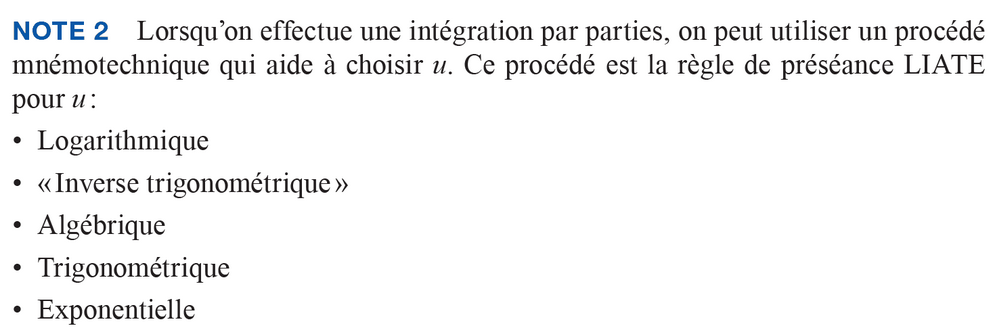 NOTE 2 Lorsqu’on effectue une intégration par parties, on peut utiliser un procédé
mnémotechnique qui aide à choisir u. Ce procédé est la règle de préséance LIATE
pour u :
• Logarithmique
• « Inverse trigonométrique »
• Algébrique
• Trigonométrique
• Exponentielle